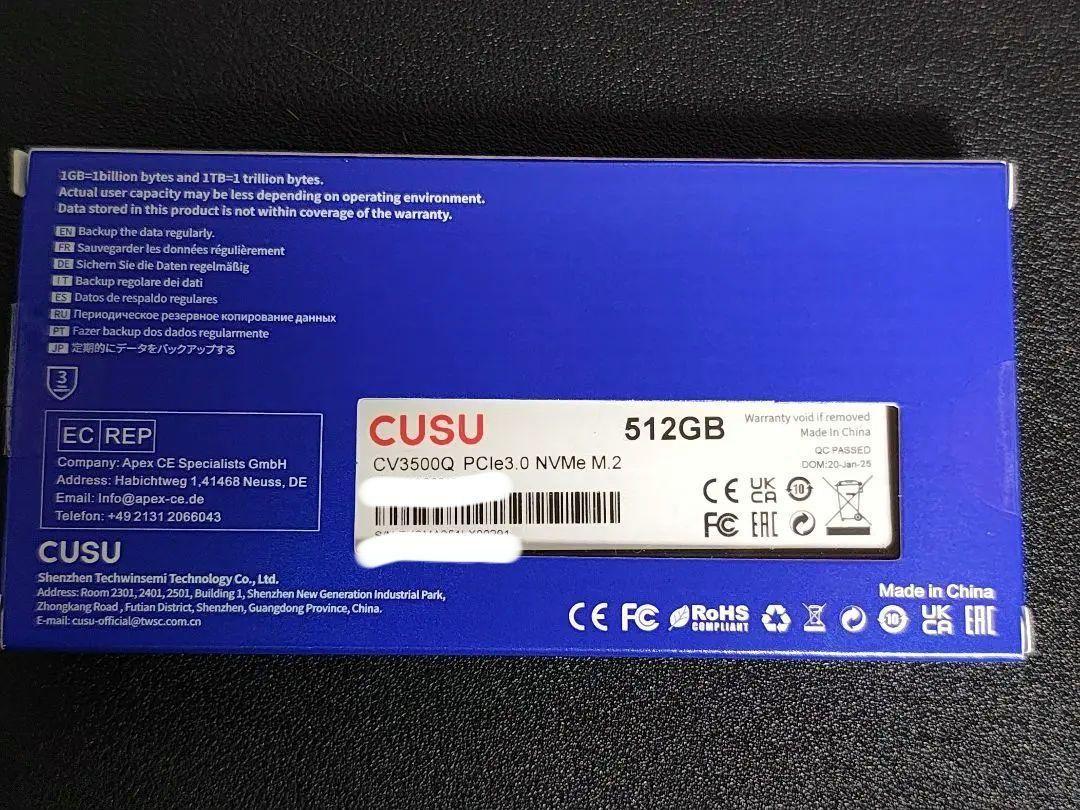 1GB=1billion bytes and 1TB=1 trillion bytes.
Actual user capacity may be less depending on operating environment.
Data stored in this product is not within coverage of the warranty.
EN Backup the data regularly.
FR Sauvegarder les données régulièrement
DE Sichern Sie die Daten regelmäßig
IT Backup regolare dei dati
ES Datos de respaldo regulares
RU Периодическое резервное копирование данных
PT Fazer backup dos dados regularmente
JP 定期的にデータをバックアップする
3
EC REP
Company: Apex CE Specialists GmbH
Address: Habichtweg 1,41468 Neuss, DE
Email: Info@apex-ce.de
Telefon: +49 2131 2066043
CUSU
512GB
Warranty void if removed
Made In China
QC PASSED
DOM:20-Jan-25
CV3500Q PCIe3.0 NVMe M.2
CE UK CA 10
FC EAC
CUSU
Shenzhen Techwinsemi Technology Co., Ltd.
Address: Room 2301, 2401, 2501, Building 1, Shenzhen New Generation Industrial Park,
Zhongkang Road , Futian District, Shenzhen, Guangdong Province, China.
E-mail: cusu-official@twsc.com.cn
Made in China
CE FC RoHS COMPLIANT 10 UK CA EAC